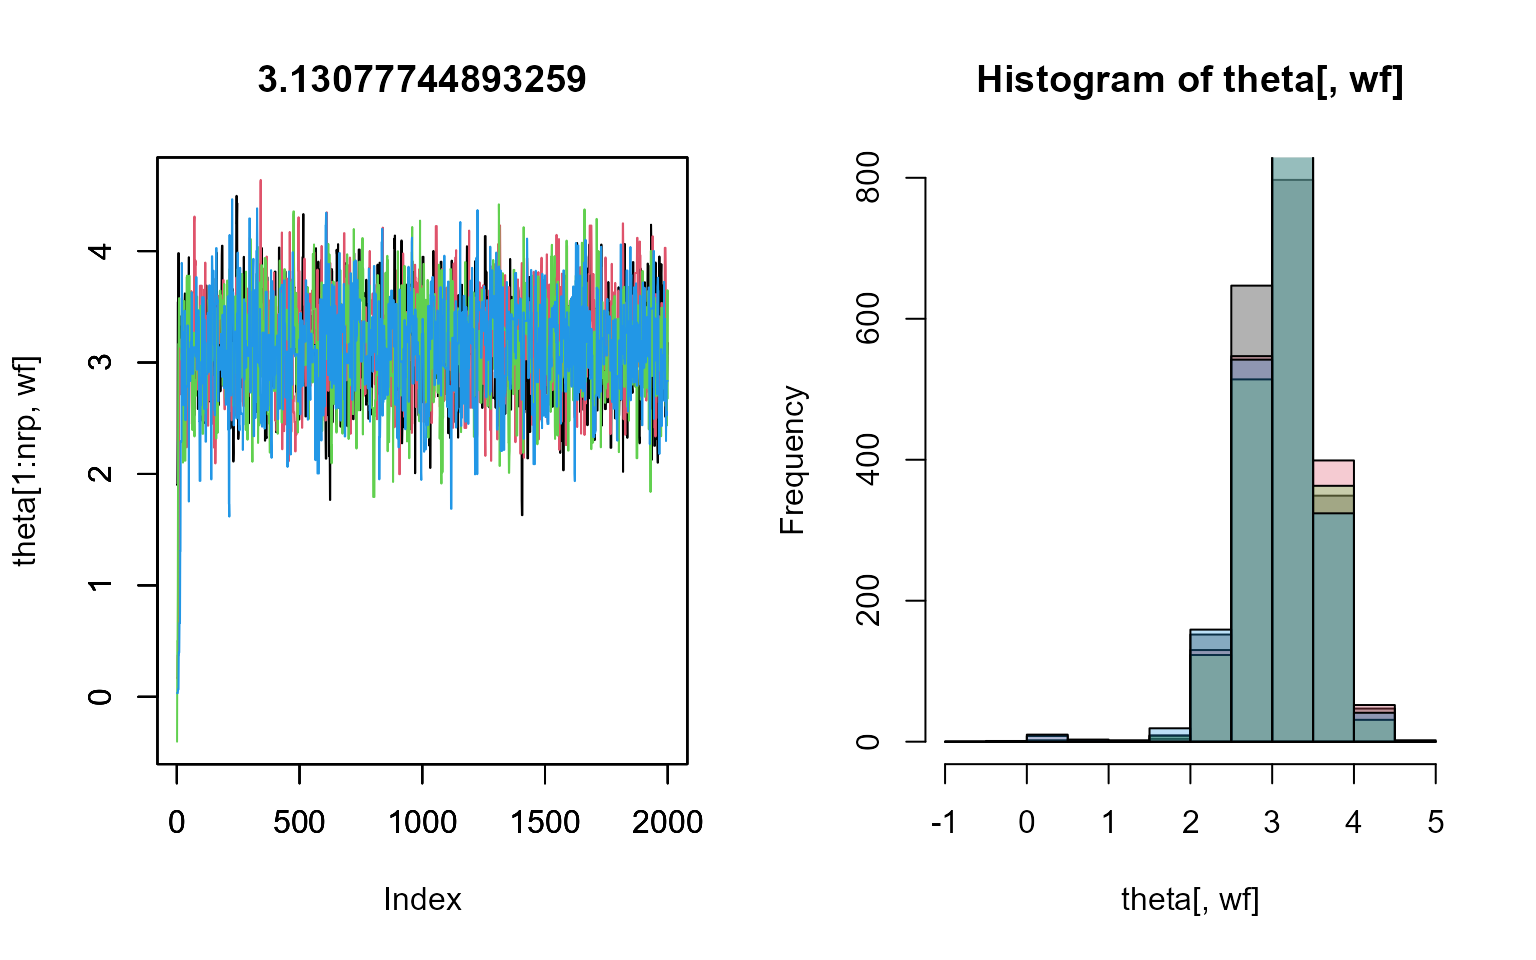 3.13077744893259
theta[1:nrp, wf]
4
3
2
1
0
0 500 1000 1500 2000
Index
Histogram of theta[, wf]
Frequency
800
600
400
200
0
-1 0 1 2 3 4 5
theta[, wf]